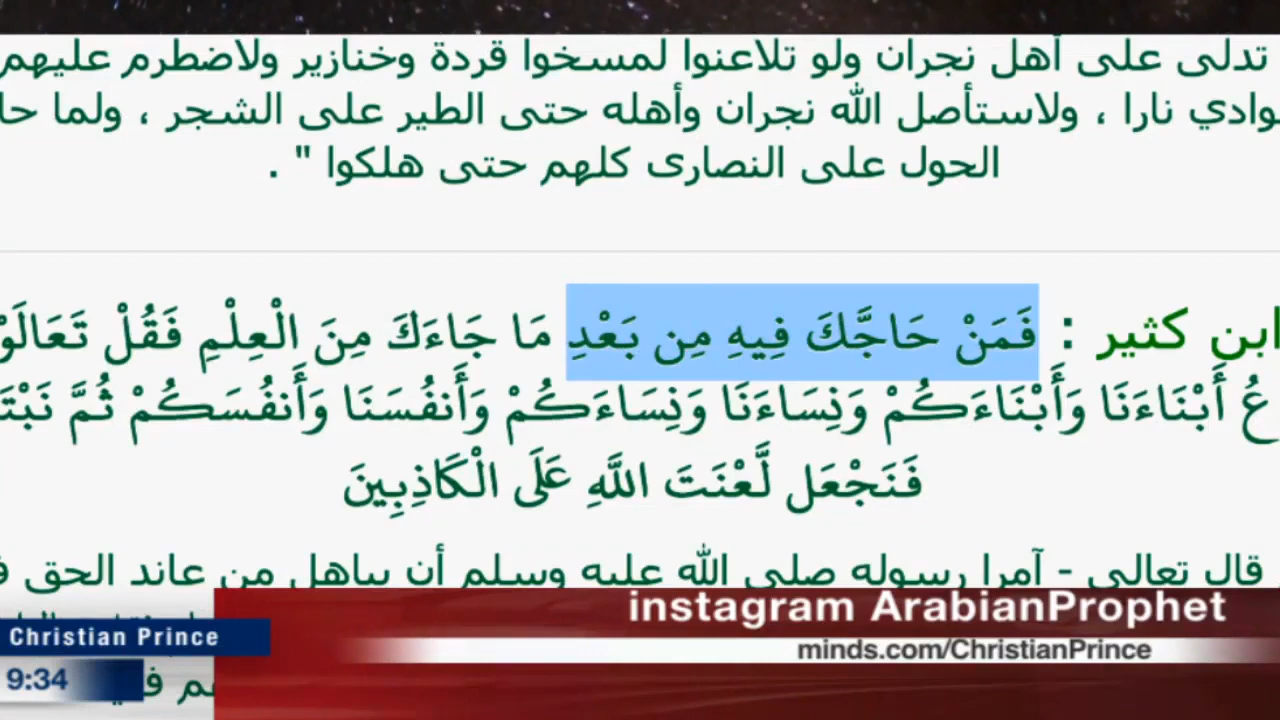 تدلى على أهل نجران ولو تلاعنوا لمسخوا قردة وخنازير ولاضطرم عليهم
نارا ، ولاستأصل الله نجران وأهله حتى الطير على الشجر ، ولما
الحول على النصارى كلهم حتى هلكوا " .
ابن كثير : فَمَنْ حَاجَّكَ فِيهِ مِن بَعْدِ مَا جَاءَكَ مِنَ الْعِلْمِ فَقُلْ تَعَالَوْ
عُ أَبْنَاءَنَا وَأَبْنَاءَكُمْ وَنِسَاءَنَا وَنِسَاءَكُمْ وَأَنفُسَنَا وَأَنفُسَكُمْ ثُمَّ نَبْتَ
فَنَجْعَل لَّعْنَتَ اللَّهِ عَلَى الْكَاذِبِينَ
قال تعالى - آمرا رسوله صلى الله عليه وسلم أن يباهل من عاند الحق
instagram ArabianProphet
Christian Prince
minds.com/ChristianPrince
9:34